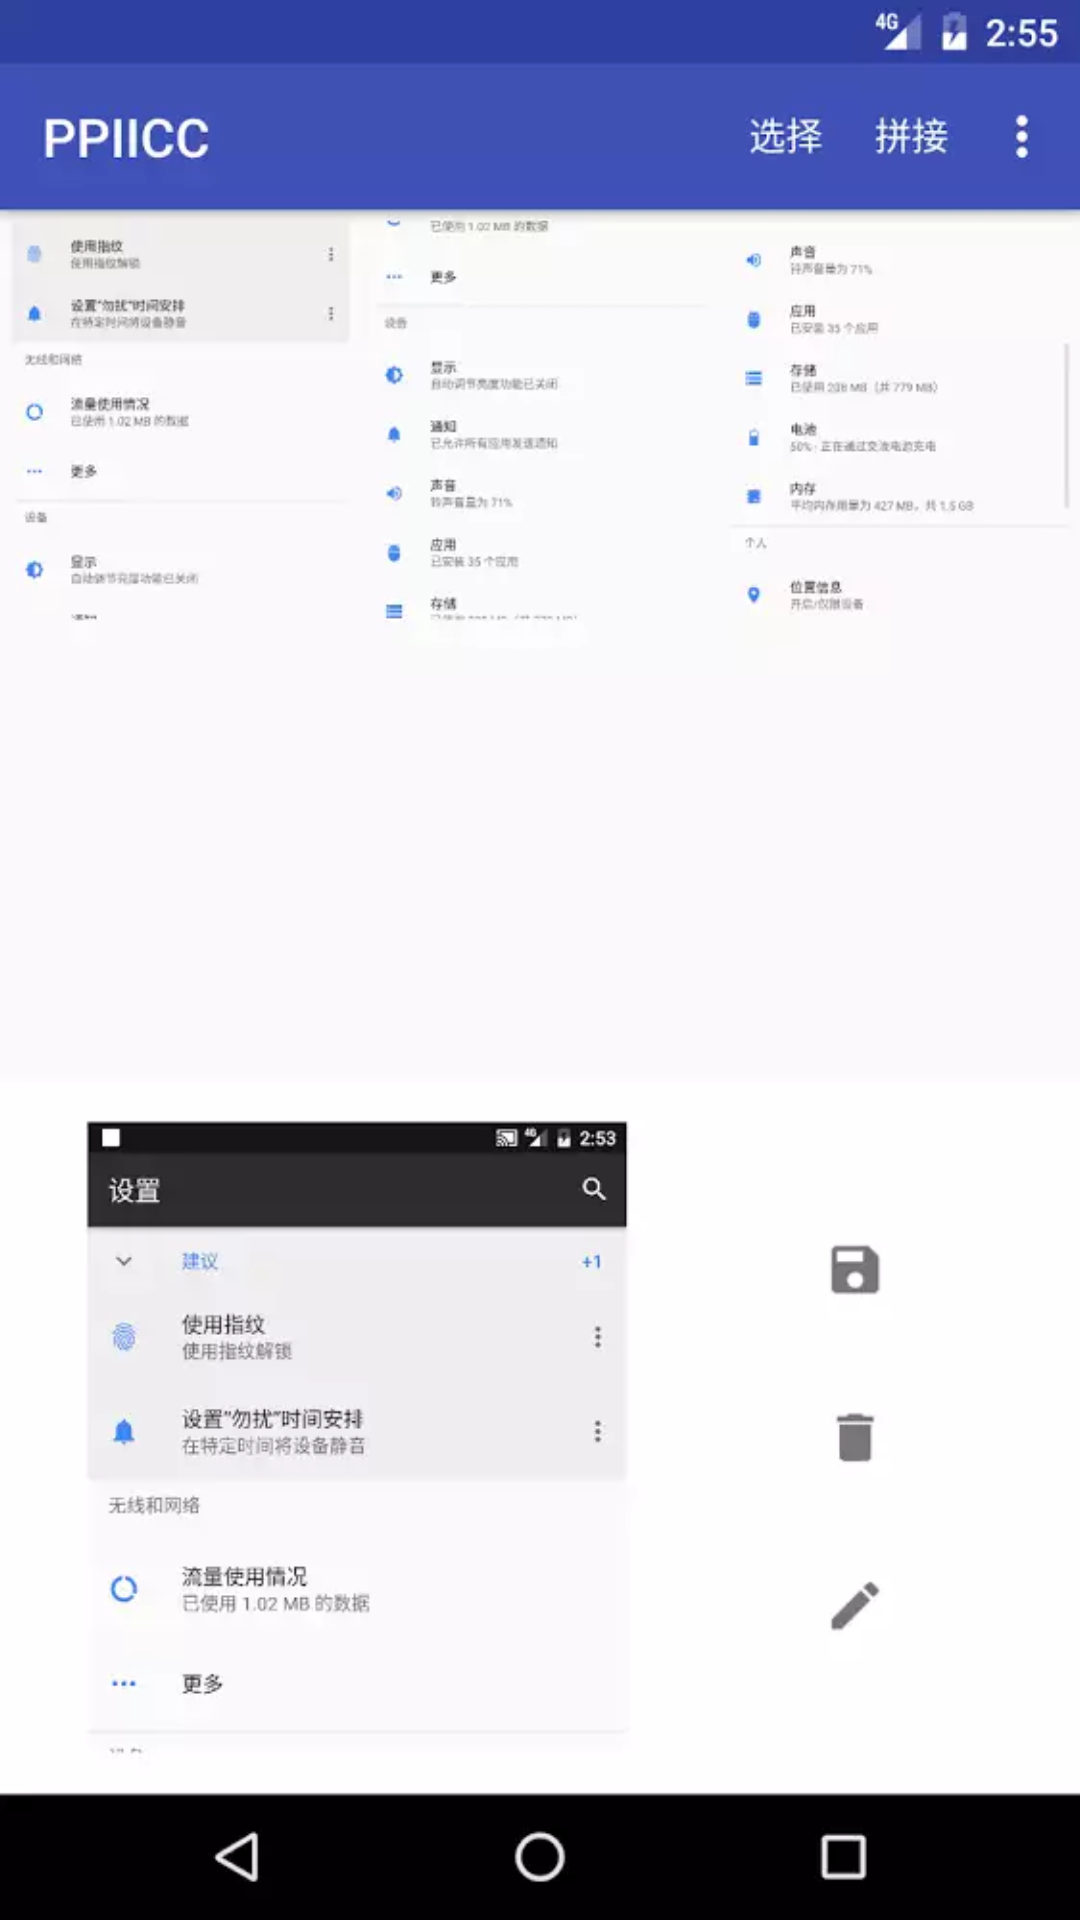 4G 2:55
PPIICC 选择 拼接
使用指纹
使用指纹解锁
设置“勿扰”时间安排
在特定时间将设备静音
无线和网络
流量使用情况
已使用 1.02 MB 的数据
更多
设备
显示
自动调节亮度功能已关闭
已使用 1.02 MB 的数据
更多
设备
显示
自动调节亮度功能已关闭
通知
已允许所有应用发送通知
声音
铃声音量为 71%
应用
已安装 35 个应用
存储
声音
铃声音量为 71%
应用
已安装 35 个应用
存储
已使用 208 MB（共 779 MB）
电池
50% - 正在通过交流电源充电
内存
平均内存用量为 427 MB，共 1.5 GB
个人
位置信息
开启/仅限设备
4G 2:53
设置
建议 +1
使用指纹
使用指纹解锁
设置“勿扰”时间安排
在特定时间将设备静音
无线和网络
流量使用情况
已使用 1.02 MB 的数据
更多